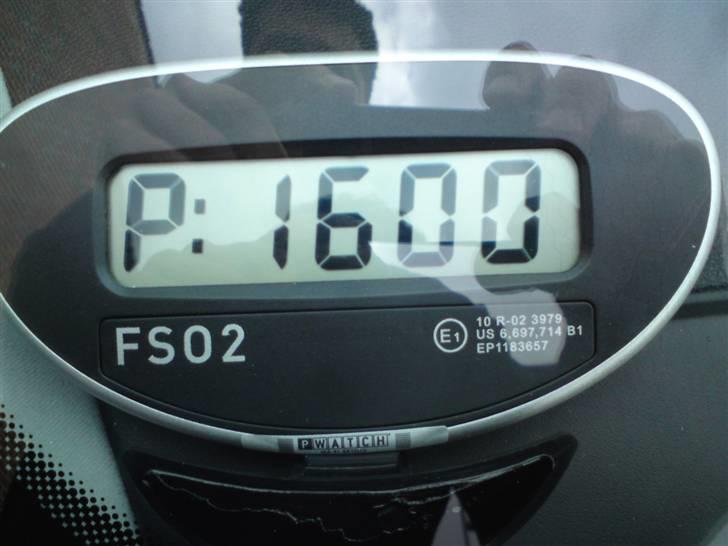 P: 1600
FS02
E1
10 R-02 3979
US 6,697,714 B1
EP1183657
PWATCH